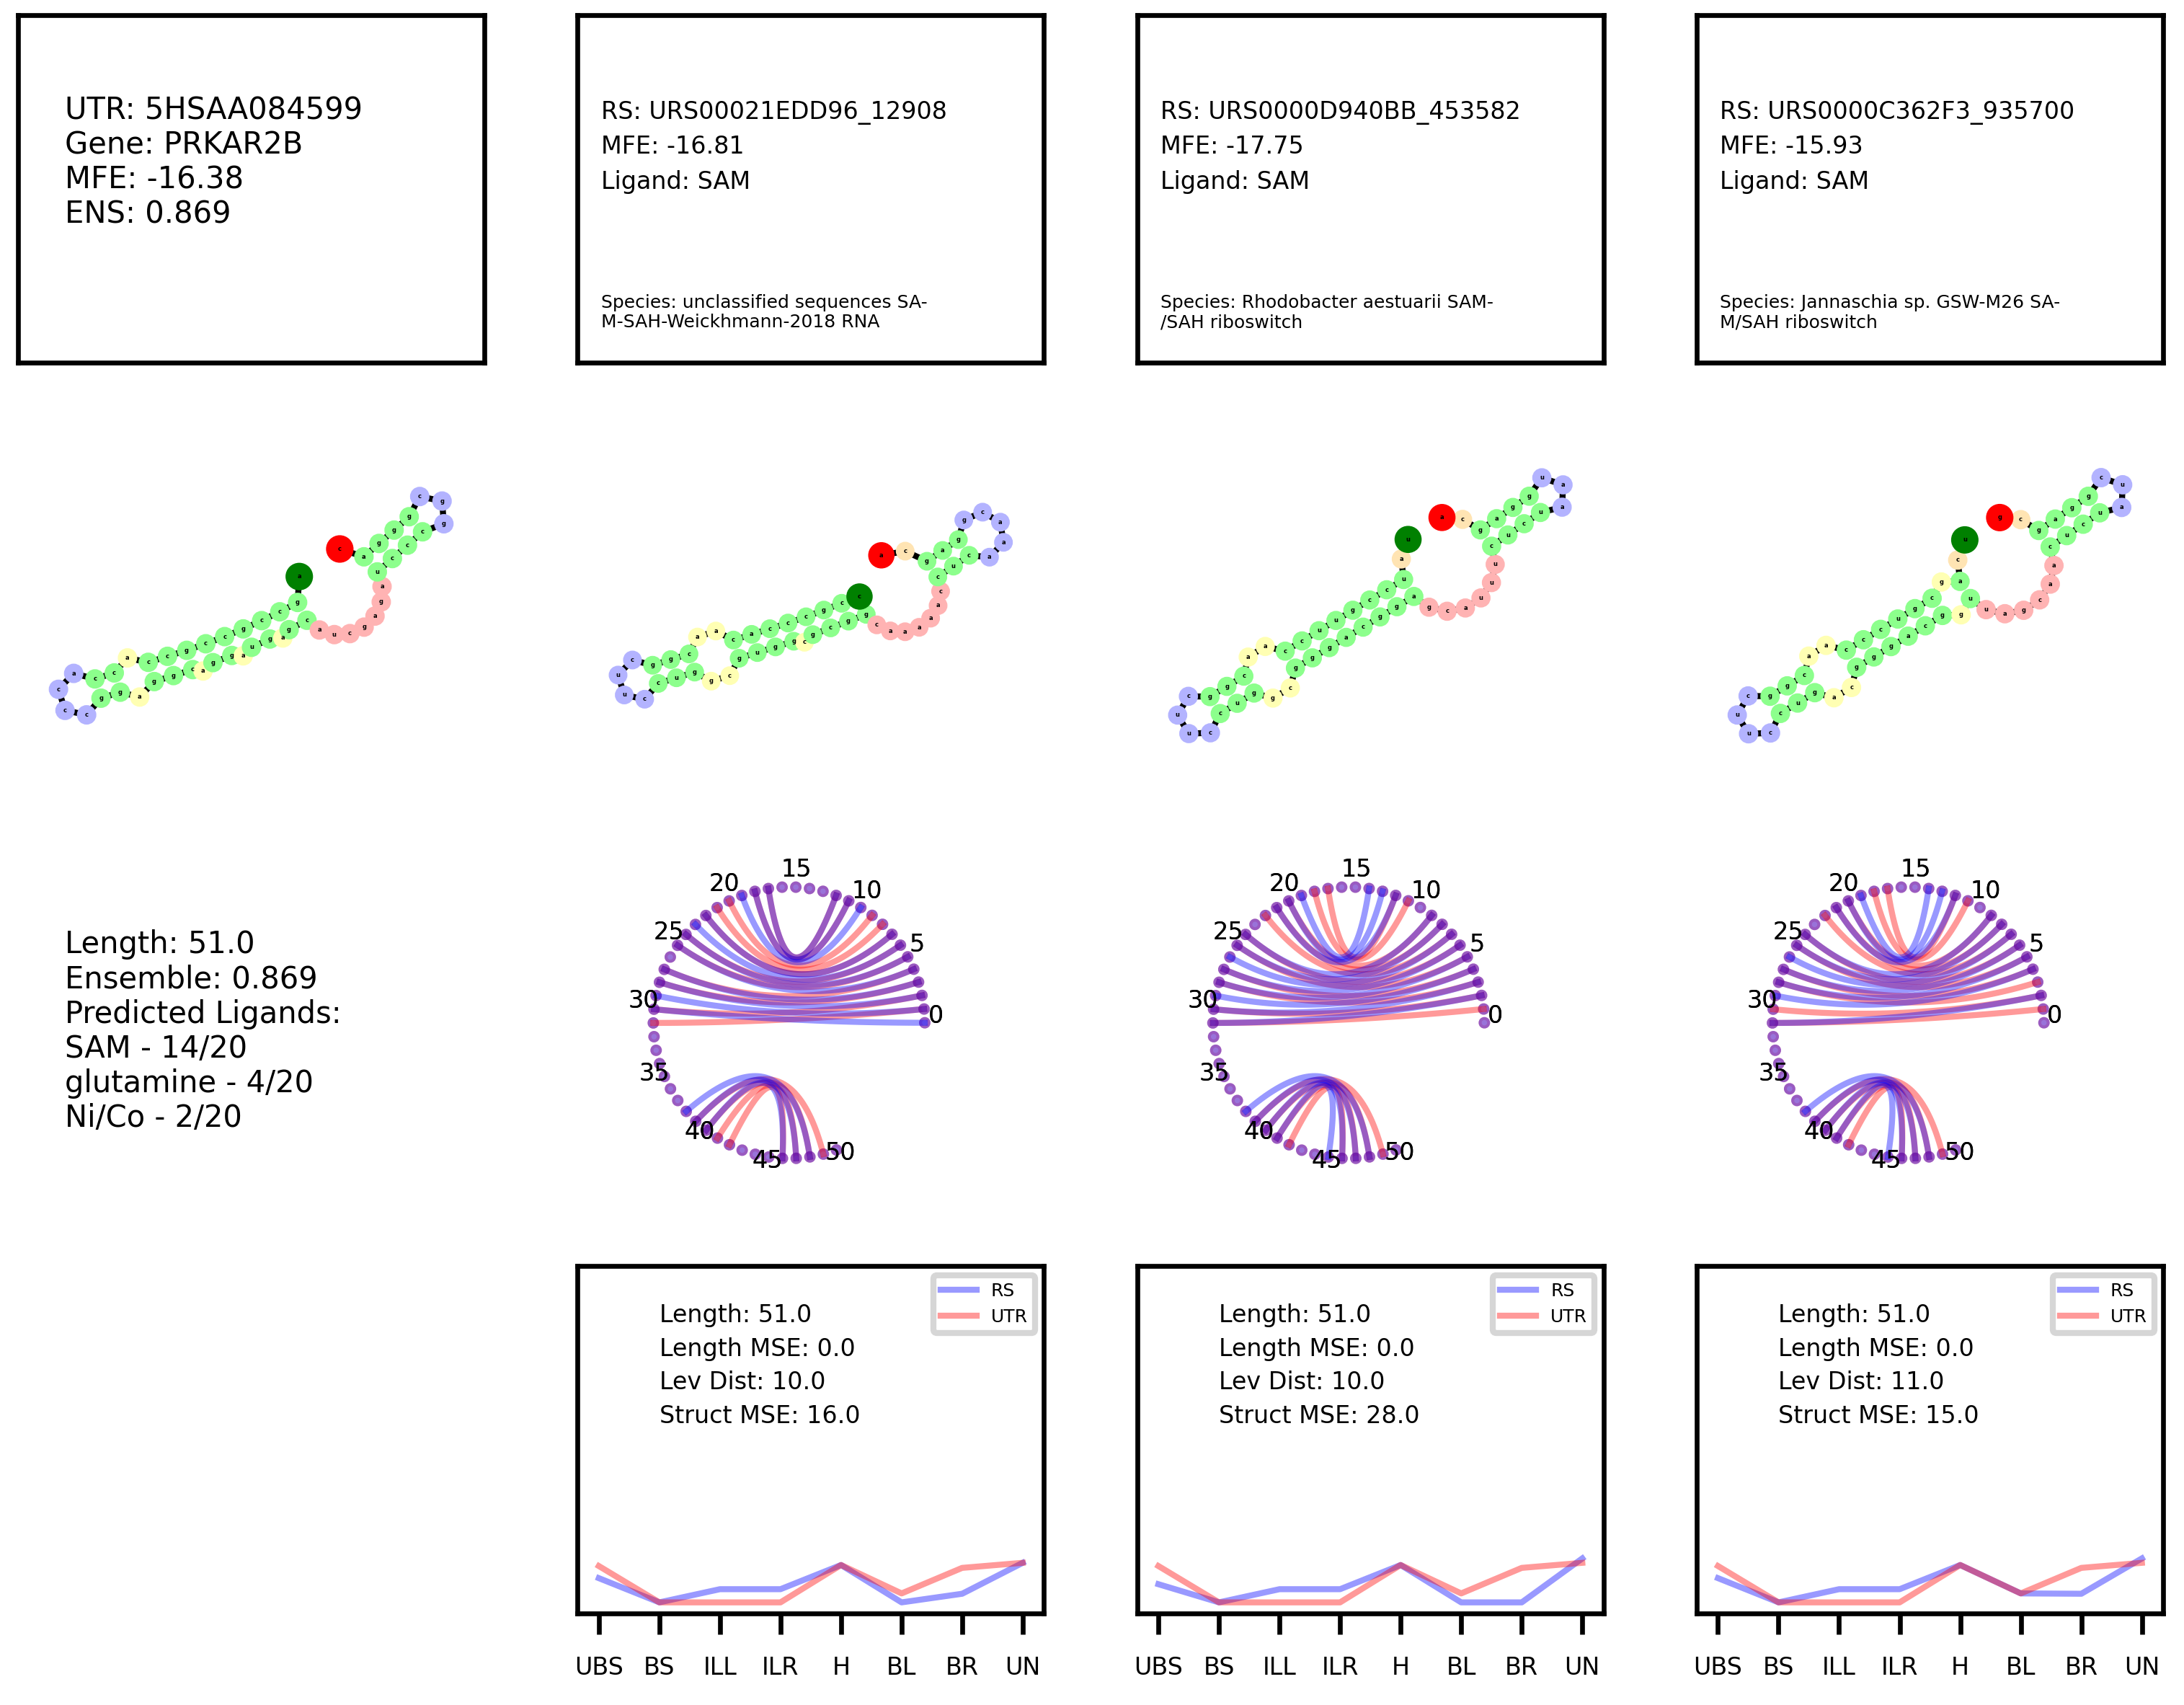 UTR: 5HSAA084599
Gene: PRKAR2B
MFE: -16.38
ENS: 0.869
RS: URS00021EDD96_12908
MFE: -16.81
Ligand: SAM
Species: unclassified sequences SA-
M-SAH-Weickhmann-2018 RNA
RS: URS0000D940BB_453582
MFE: -17.75
Ligand: SAM
Species: Rhodobacter aestuarii SAM-
/SAH riboswitch
RS: URS0000C362F3_935700
MFE: -15.93
Ligand: SAM
Species: Jannaschia sp. GSW-M26 SA-
M/SAH riboswitch
Length: 51.0
Ensemble: 0.869
Predicted Ligands:
SAM - 14/20
glutamine - 4/20
Ni/Co - 2/20
0
5
10
15
20
25
30
35
40
45
50
0
5
10
15
20
25
30
35
40
45
50
0
5
10
15
20
25
30
35
40
45
50
RS
UTR
Length: 51.0
Length MSE: 0.0
Lev Dist: 10.0
Struct MSE: 16.0
UBS BS ILL ILR H BL BR UN
RS
UTR
Length: 51.0
Length MSE: 0.0
Lev Dist: 10.0
Struct MSE: 28.0
UBS BS ILL ILR H BL BR UN
RS
UTR
Length: 51.0
Length MSE: 0.0
Lev Dist: 11.0
Struct MSE: 15.0
UBS BS ILL ILR H BL BR UN